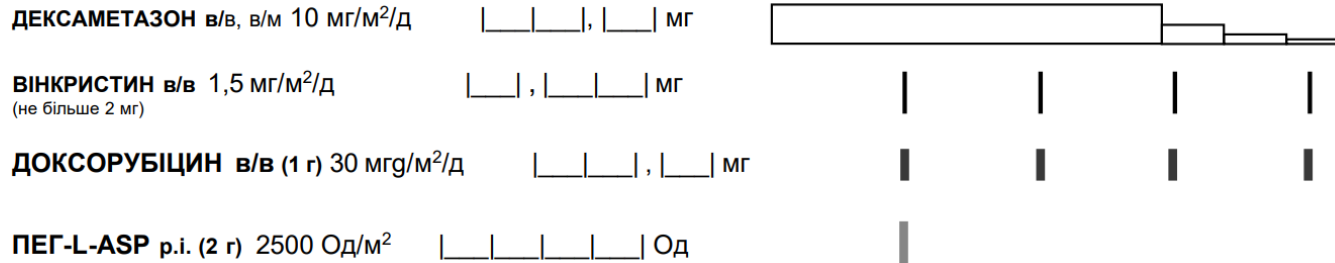 ДЕКСАМЕТАЗОН в/в, в/м 10 мг/м²/д |___|___|, |___| мг
ВІНКРИСТИН в/в 1,5 мг/м²/д |___| , |___|___| мг
(не більше 2 мг)
ДОКСОРУБІЦИН в/в (1 г) 30 мгg/м²/д |___|___| , |___| мг
ПЕГ-L-ASP p.i. (2 г) 2500 Од/м² |___|___|___|___| Од